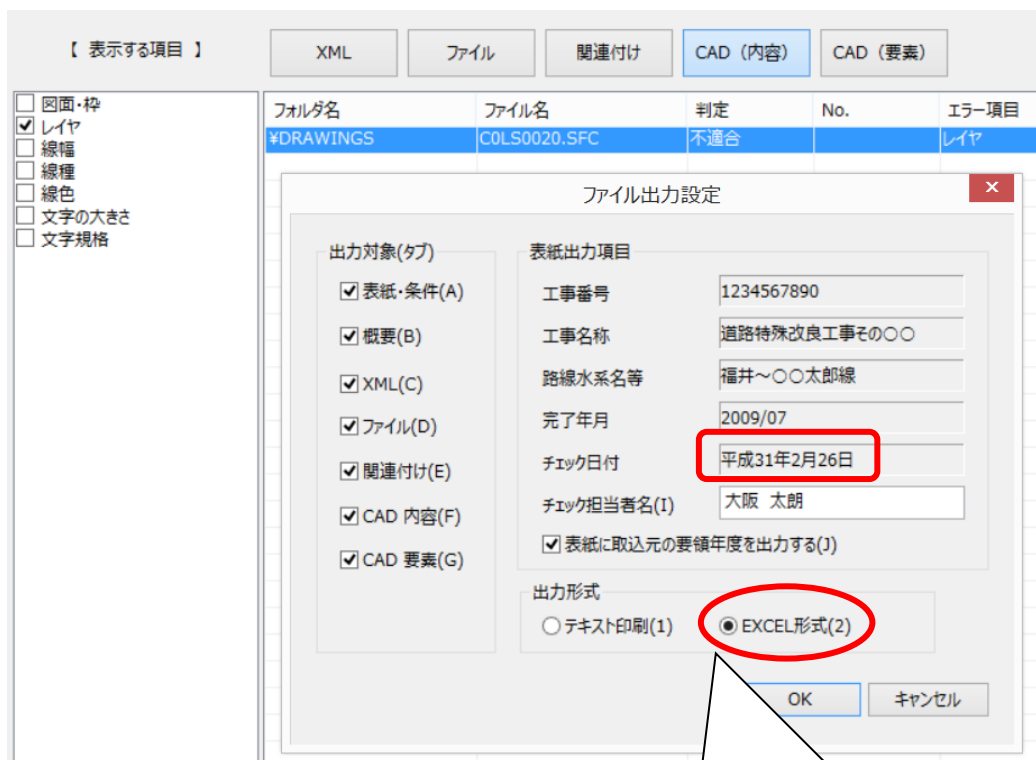 【 表示する項目 】
XML
ファイル
関連付け
CAD（内容）
CAD（要素）
図面・枠
レイヤ
線幅
線種
線色
文字の大きさ
文字規格
フォルダ名 ファイル名 判定 No. エラー項目
¥DRAWINGS C0LS0020.SFC 不適合 レイヤ
ファイル出力設定
出力対象(タブ)
表紙・条件(A)
概要(B)
XML(C)
ファイル(D)
関連付け(E)
CAD 内容(F)
CAD 要素(G)
表紙出力項目
工事番号 1234567890
工事名称 道路特殊改良工事その○○
路線水系名等 福井～○○太郎線
完了年月 2009/07
チェック日付 平成31年2月26日
チェック担当者名(I) 大阪 太朗
表紙に取込元の要領年度を出力する(J)
出力形式
テキスト印刷(1) EXCEL形式(2)
OK キャンセル